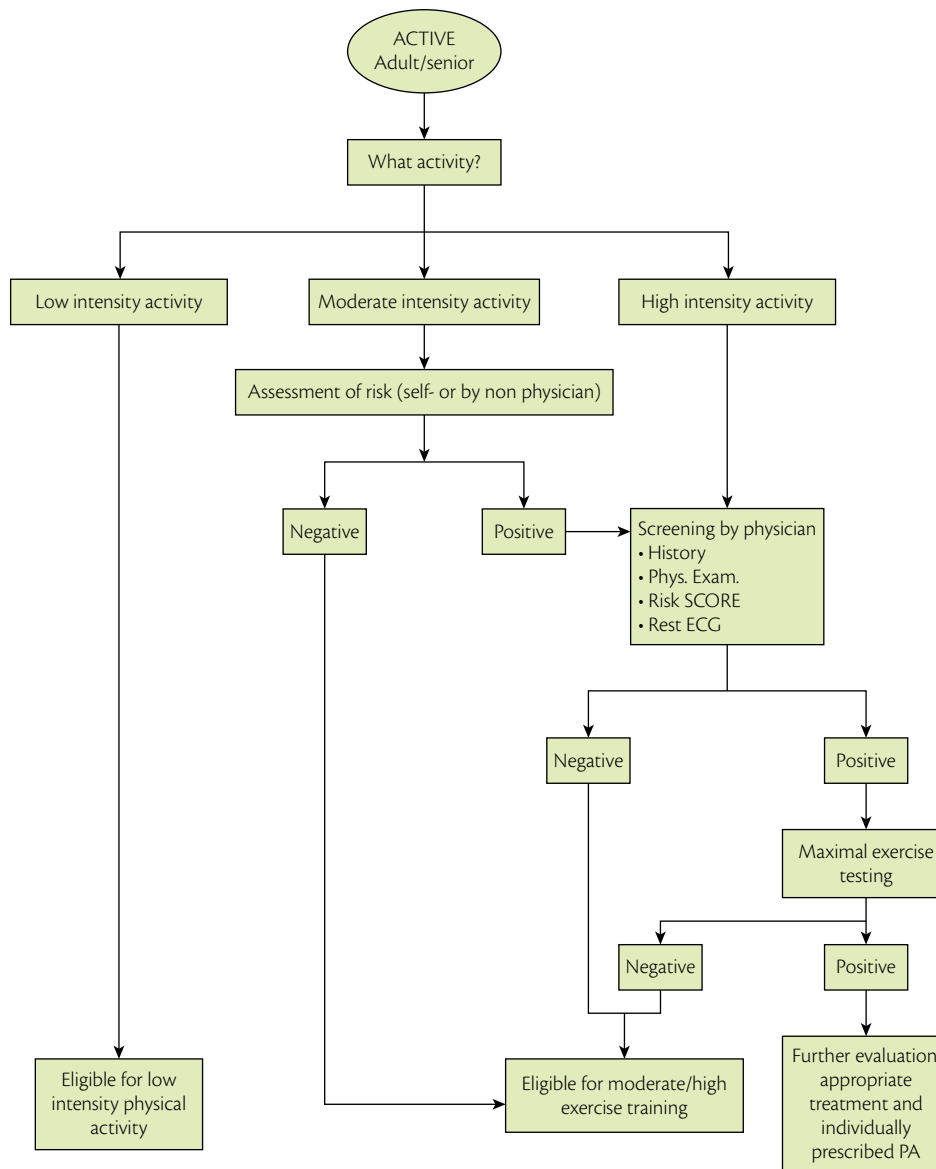 ACTIVE
Adult/senior
What activity?
Low intensity activity
Moderate intensity activity
High intensity activity
Assessment of risk (self- or by non physician)
Negative
Positive
Screening by physician
• History
• Phys. Exam.
• Risk SCORE
• Rest ECG
Negative
Positive
Maximal exercise
testing
Negative
Positive
Eligible for low
intensity physical
activity
Eligible for moderate/high
exercise training
Further evaluation,
appropriate
treatment and
individually
prescribed PA